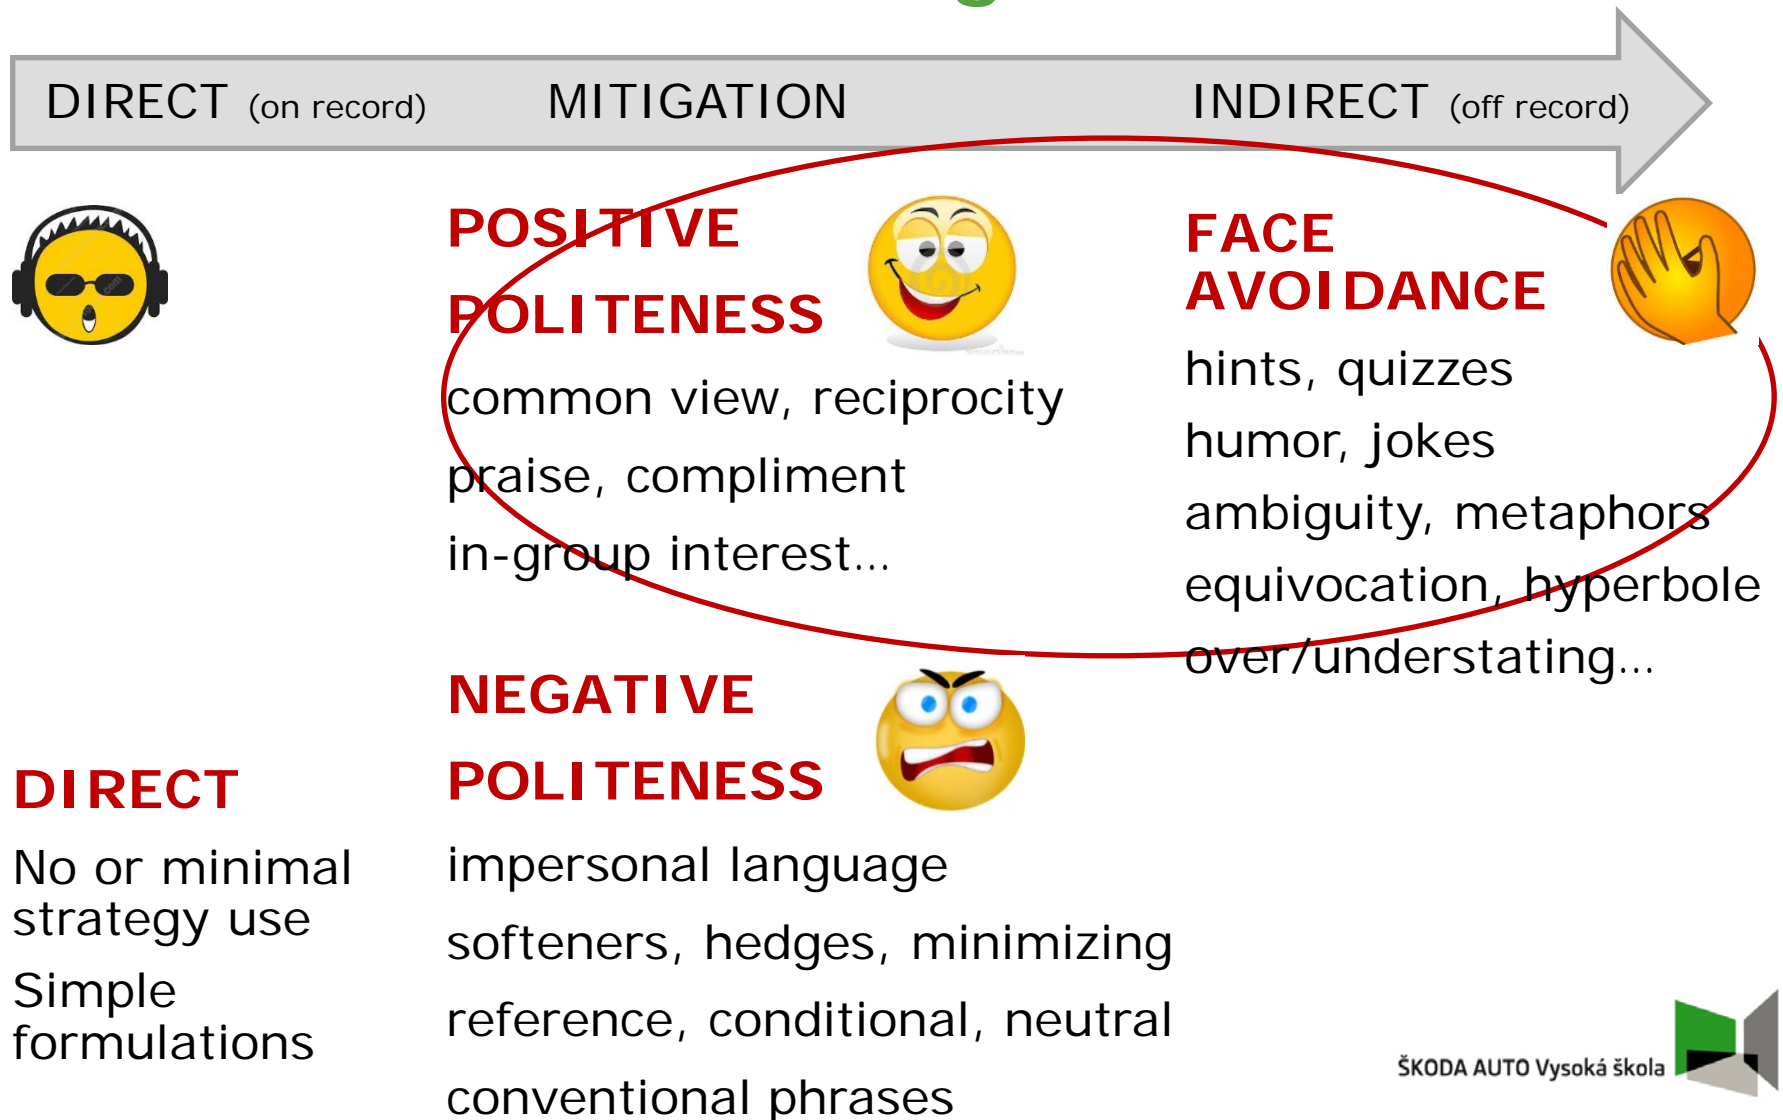 DIRECT (on record) MITIGATION INDIRECT (off record)
POSITIVE
POLITENESS
common view, reciprocity
praise, compliment
in-group interest...
FACE
AVOIDANCE
hints, quizzes
humor, jokes
ambiguity, metaphors
equivocation, hyperbole
over/understating...
DIRECT
No or minimal
strategy use
Simple
formulations
NEGATIVE
POLITENESS
impersonal language
softeners, hedges, minimizing
reference, conditional, neutral
conventional phrases
ŠKODA AUTO Vysoká škola